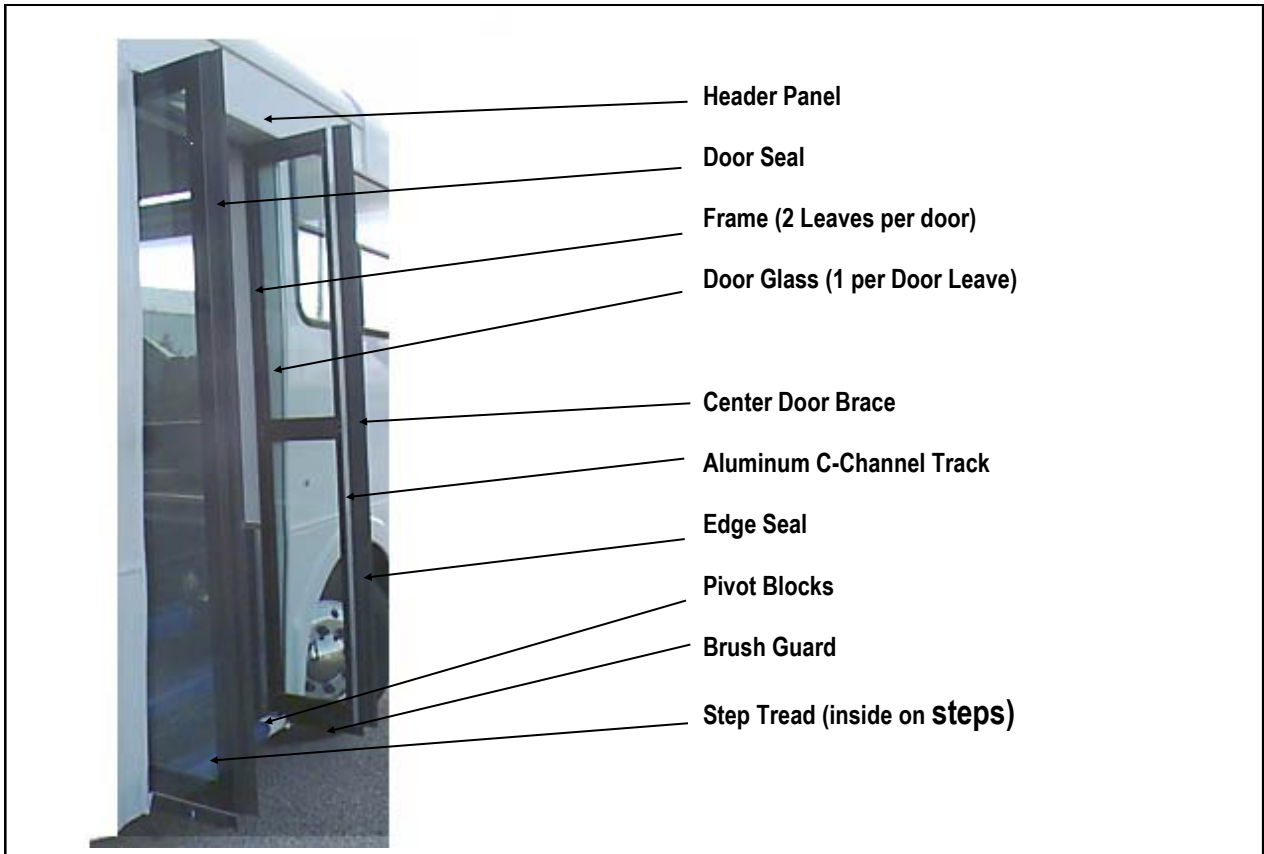 Header Panel
Door Seal
Frame (2 Leaves per door)
Door Glass (1 per Door Leave)
Center Door Brace
Aluminum C-Channel Track
Edge Seal
Pivot Blocks
Brush Guard
Step Tread (inside on steps)